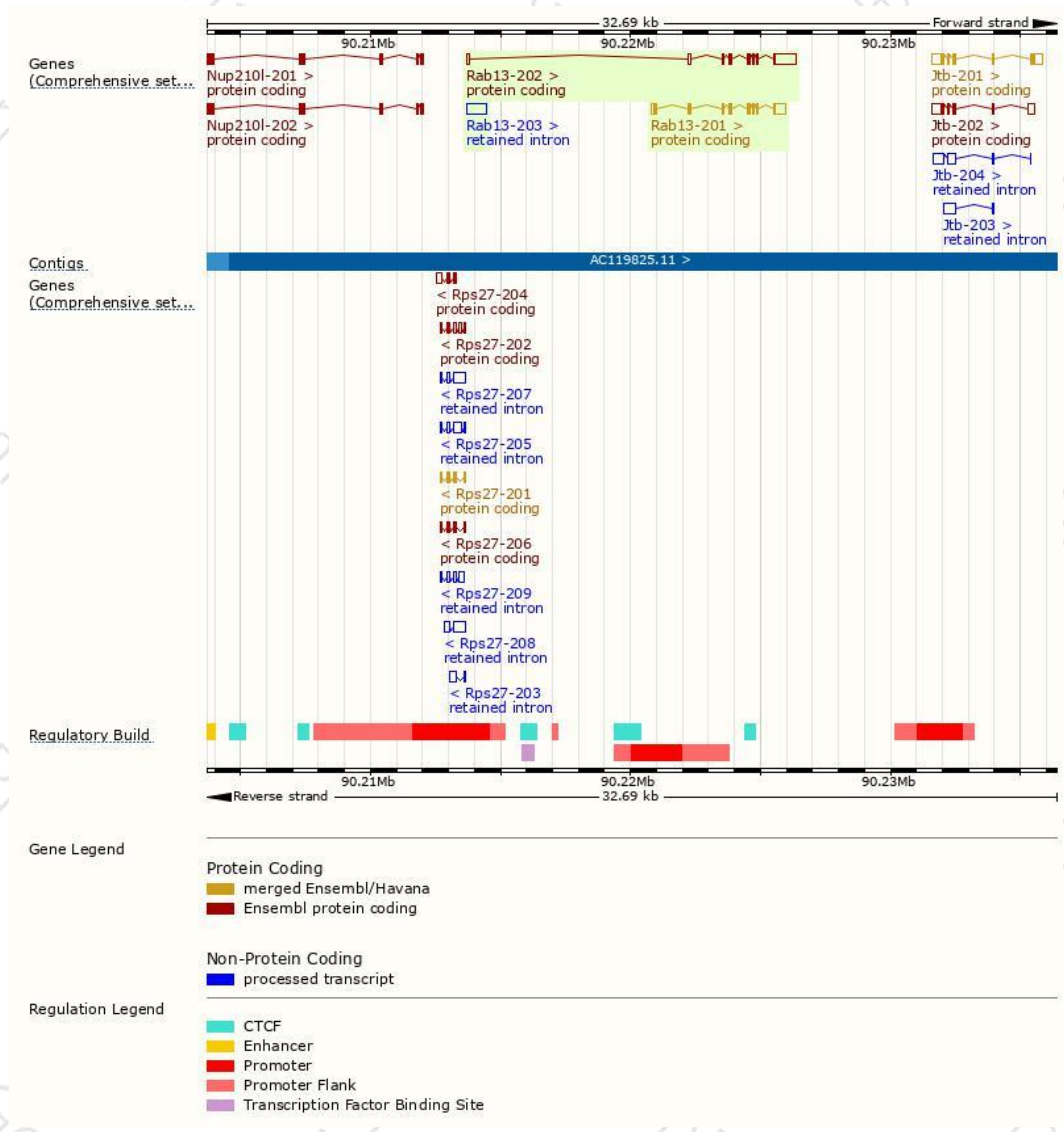 32.69 kb
Forward strand
90.21Mb 90.22Mb 90.23Mb
Genes
(Comprehensive set...
Nup210l-201 >
protein coding
Rab13-202 >
protein coding
Jtb-201 >
protein coding
Nup210l-202 >
protein coding
Rab13-203 >
retained intron
Rab13-201 >
protein coding
Jtb-202 >
protein coding
Jtb-204 >
retained intron
Jtb-203 >
retained intron
Contigs
AC119825.11 >
Genes
(Comprehensive set...
< Rps27-204
protein coding
< Rps27-202
protein coding
< Rps27-207
retained intron
< Rps27-205
retained intron
< Rps27-201
protein coding
< Rps27-206
protein coding
< Rps27-209
retained intron
< Rps27-208
retained intron
< Rps27-203
retained intron
Regulatory Build
90.21Mb 90.22Mb 90.23Mb
Reverse strand
32.69 kb
Gene Legend
Protein Coding
merged Ensembl/Havana
Ensembl protein coding
Non-Protein Coding
processed transcript
Regulation Legend
CTCF
Enhancer
Promoter
Promoter Flank
Transcription Factor Binding Site